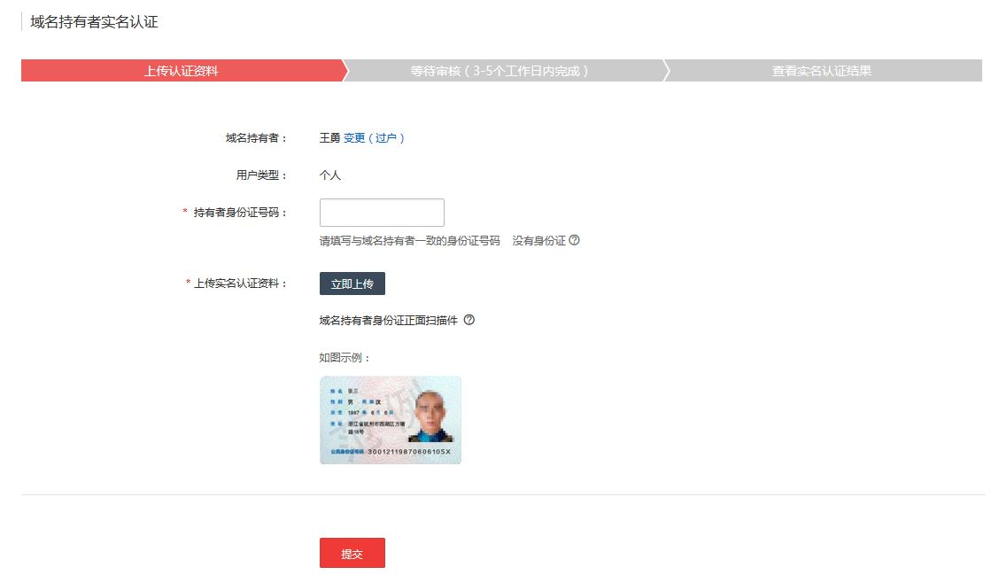 域名持有者实名认证
上传认证资料
等待审核（3-5个工作日内完成）
查看实名认证结果
域名持有者： 王勇 变更（过户）
用户类型： 个人
* 持有者身份证号码：
请填写与域名持有者一致的身份证号码 没有身份证 ?
* 上传实名认证资料： 立即上传
域名持有者身份证正面扫描件 ?
如图示例：
姓 名 张三
性 别 男 民 族 汉
出 生 1987 年 6 月 6 日
住 址 浙江省杭州市西湖区万塘
路18号
公民身份证号码 30012119870606105X
提交